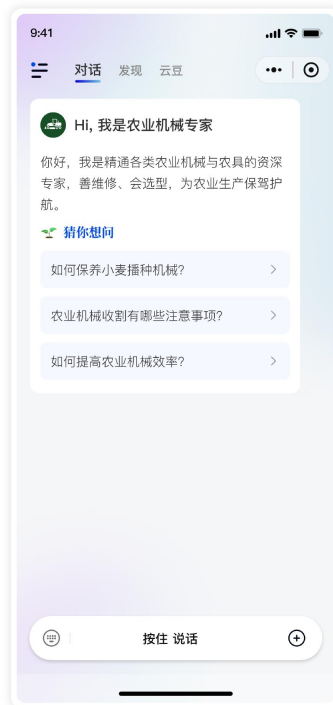 9:41
对话 发现 云豆
Hi, 我是农业机械专家
你好，我是精通各类农业机械与农具的资深
专家，善维修、会选型，为农业生产保驾护
航。
猜你想问
如何保养小麦播种机械?
农业机械收割有哪些注意事项?
如何提高农业机械效率?
按住 说话